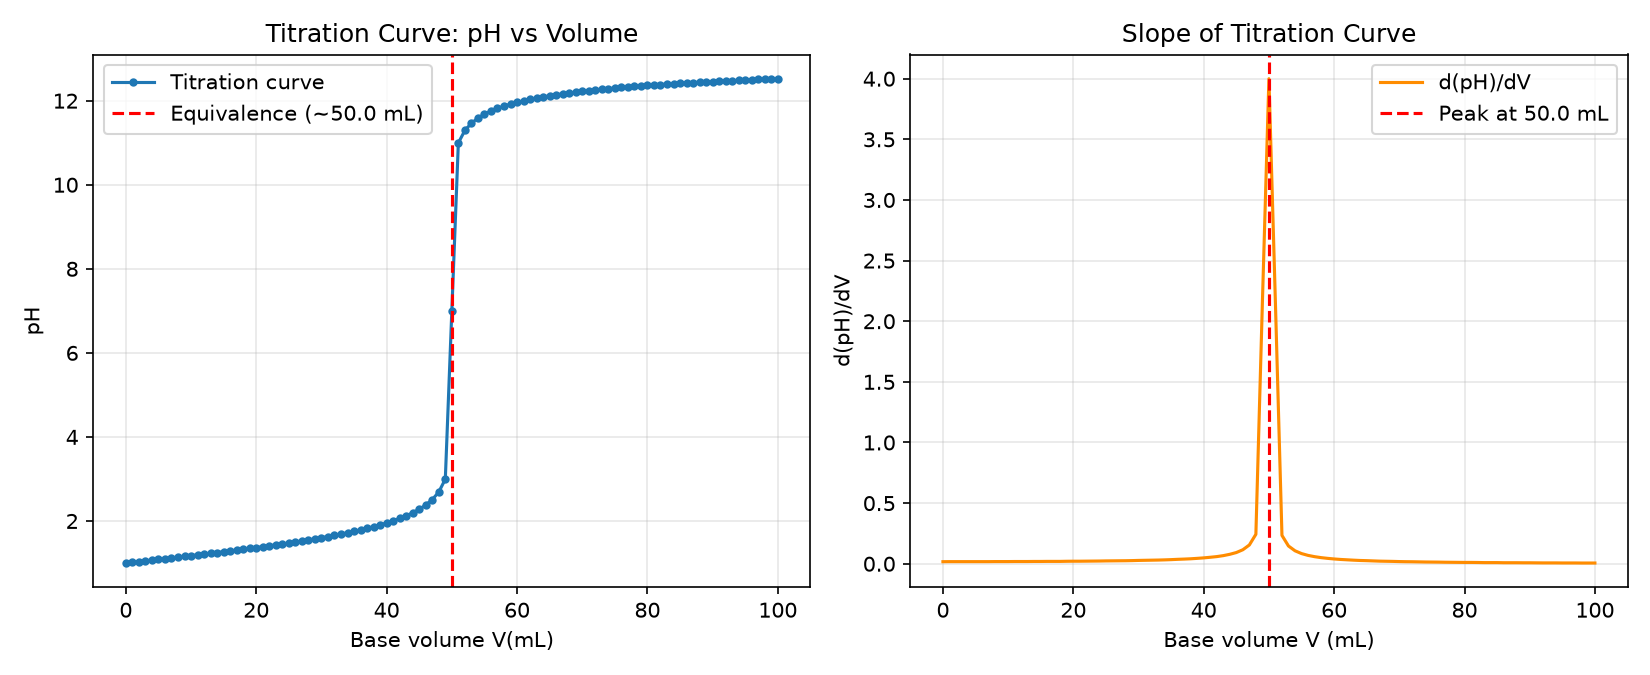 Titration Curve: pH vs Volume
Titration curve
Equivalence (~50.0 mL)
pH
12
10
8
6
4
2
0 20 40 60 80 100
Base volume V(mL)
Slope of Titration Curve
d(pH)/dV
Peak at 50.0 mL
d(pH)/dV
4.0
3.5
3.0
2.5
2.0
1.5
1.0
0.5
0.0
0 20 40 60 80 100
Base volume V (mL)